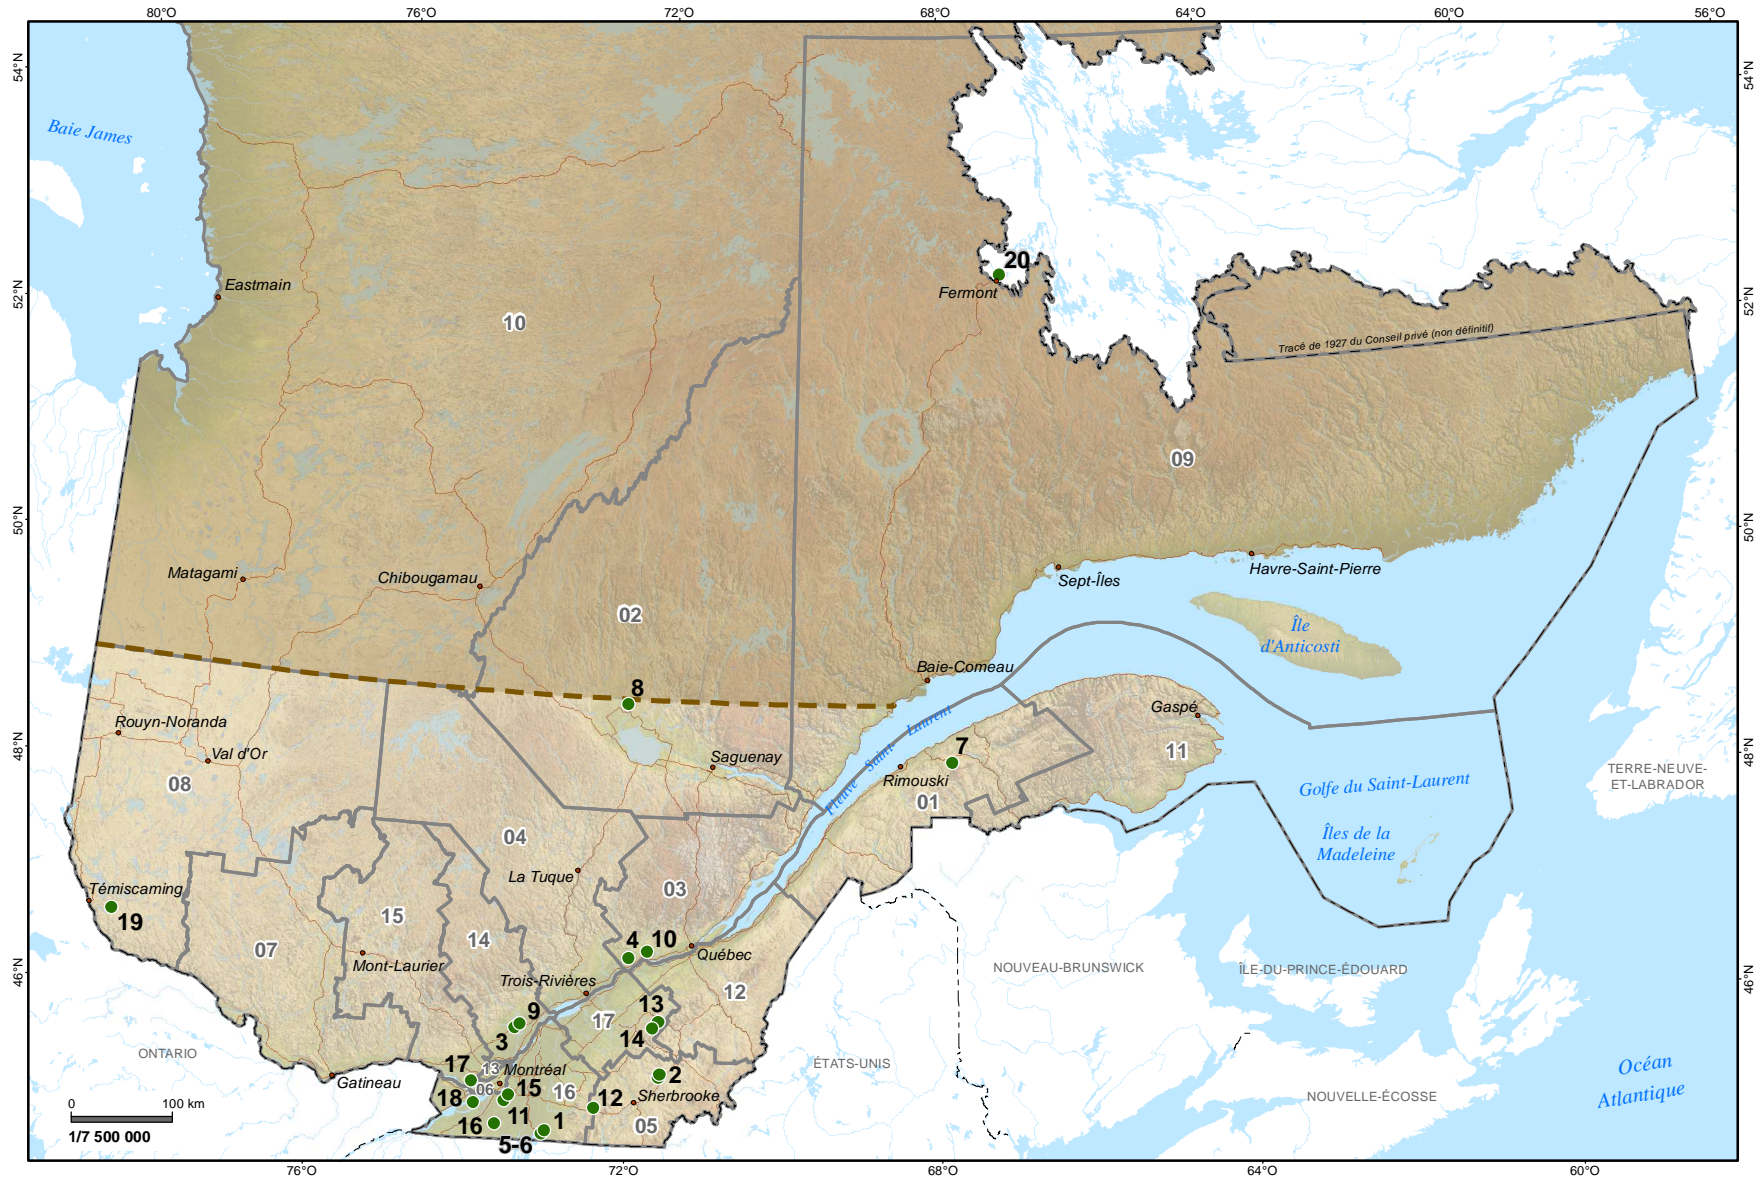 80°O
76°O
72°O
68°O
64°O
60°O
56°O
54°N
54°N
Baie James
20
Eastmain
Fermont
52°N
52°N
10
Tracé de 1927 du Conseil privé (non définitif)
09
50°N
50°N
Matagami
Chibougamau
Sept-Îles
Havre-Saint-Pierre
02
Île
d'Anticosti
Baie-Comeau
8
Rouyn-Noranda
Gaspé
Fleuve Saint- Laurent
Val d'Or
Saguenay
7
11
48°N
48°N
Rimouski
08
01
TERRE-NEUVE-
ET-LABRADOR
Golfe du Saint-Laurent
04
Îles de la
Madeleine
La Tuque
Témiscaming
03
19
15
14
07
4
10
Québec
Mont-Laurier
46°N
46°N
NOUVEAU-BRUNSWICK
ÎLE-DU-PRINCE-ÉDOUARD
Trois-Rivières
12
13
9
17
3
14
ONTARIO
17
13
Montréal
ÉTATS-UNIS
Océan
Atlantique
Gatineau
06
15
16
2
12
Sherbrooke
NOUVELLE-ÉCOSSE
18
11
1
05
16
5-6
0
100 km
1/7 500 000
76°O
72°O
68°O
64°O
60°O